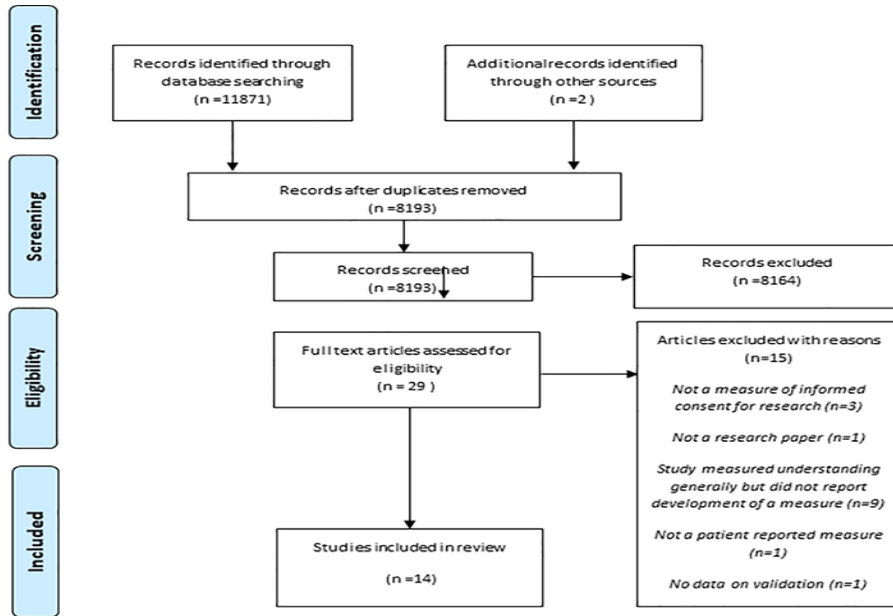 Identification
Records identified through
database searching
(n =11871)
Additional records identified
through other sources
(n =2 )
Screening
Records after duplicates removed
(n =8193)
Records screened
(n =8193)
Records excluded
(n =8164)
Eligibility
Full text articles assessed for
eligibility
(n = 29 )
Articles excluded with reasons
(n=15)
Not a measure of informed
consent for research (n=3)
Not a research paper (n=1)
Study measured understanding
generally but did not report
development of a measure (n=9)
Not a patient reported measure
(n=1)
No data on validation (n=1)
Included
Studies included in review
(n =14)